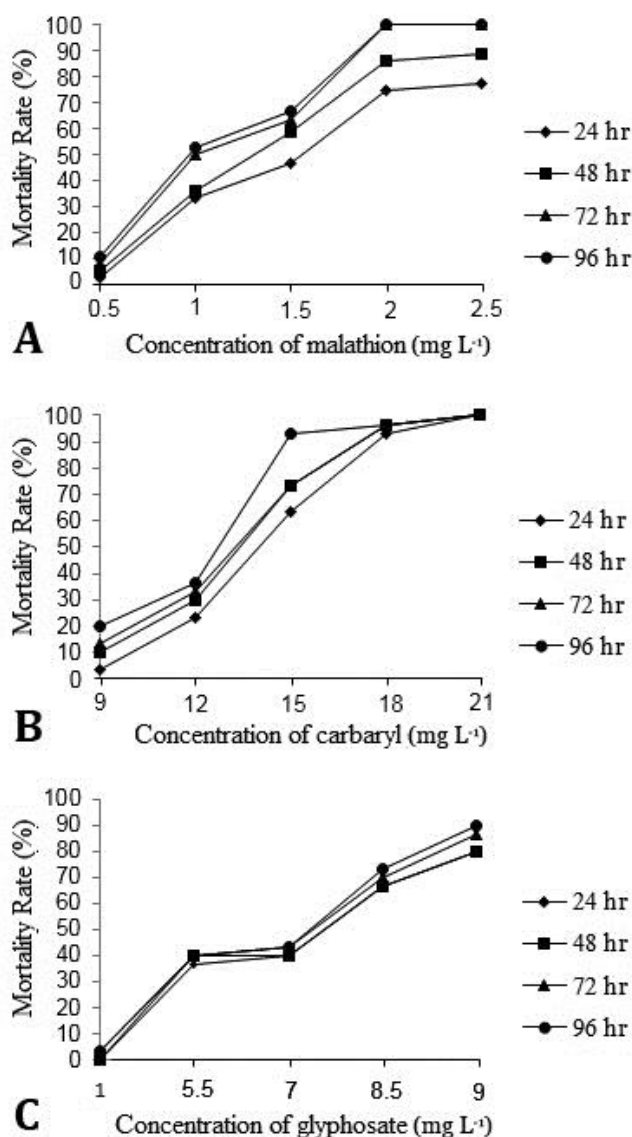 Mortality Rate (%)
100
90
80
70
60
50
40
30
20
10
0
0.5 1 1.5 2 2.5
Concentration of malathion (mg L⁻¹)
A
24 hr
48 hr
72 hr
96 hr
Mortality Rate (%)
100
90
80
70
60
50
40
30
20
10
0
9 12 15 18 21
Concentration of carbaryl (mg L⁻¹)
B
24 hr
48 hr
72 hr
96 hr
Mortality Rate (%)
100
90
80
70
60
50
40
30
20
10
0
1 5.5 7 8.5 9
Concentration of glyphosate (mg L⁻¹)
C
24 hr
48 hr
72 hr
96 hr